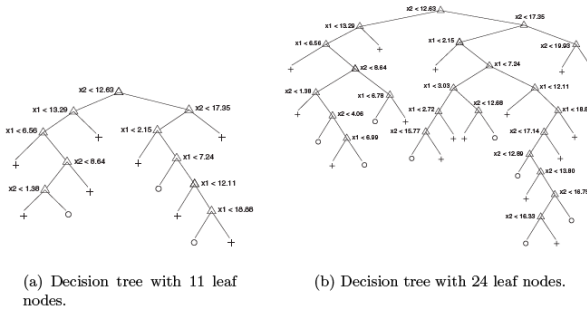 x2 < 12.63
x1 < 13.29
x2 < 17.35
x1 < 6.56
x1 < 2.15
x2 < 8.64
x1 < 7.24
x2 < 1.38
x1 < 12.11
x1 < 18.88
(a) Decision tree with 11 leaf
nodes.
x2 < 12.63
x1 < 13.29
x2 < 17.35
x1 < 6.56
x1 < 2.15
x2 < 19.93
x2 < 8.64
x1 < 7.24
x2 < 1.38
x1 < 6.78
x1 < 3.03
x1 < 12.11
x2 < 4.06
x1 < 2.72
x2 < 12.68
x1 < 6.99
x2 < 15.77
x2 < 17.14
x2 < 12.89
x2 < 13.80
x2 < 16.33
(b) Decision tree with 24 leaf nodes.